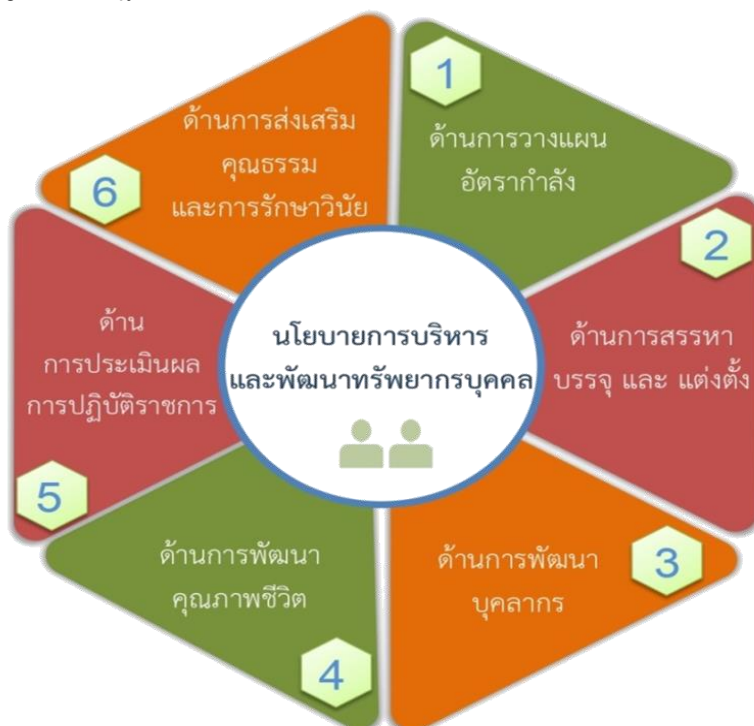 นโยบายการบริหาร
และพัฒนาทรัพยากรบุคคล
1
ด้านการวางแผน
อัตรากำลัง
2
ด้านการสรรหา
บรรจุ และ แต่งตั้ง
3
ด้านการพัฒนา
บุคลากร
4
ด้านการพัฒนา
คุณภาพชีวิต
5
ด้าน
การประเมินผล
การปฏิบัติราชการ
6
ด้านการส่งเสริม
คุณธรรม
และการรักษาวินัย